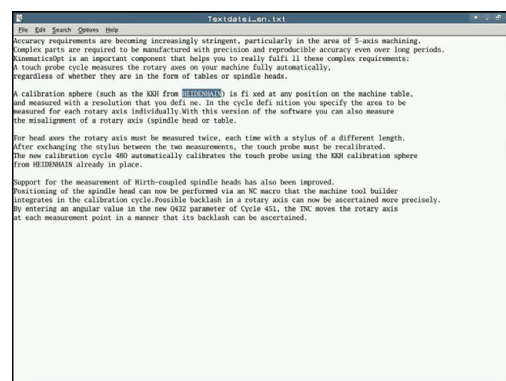 Textdatei_en.txt
File Edit Search Options Help
Accuracy requirements are becoming increasingly stringent, particularly in the area of 5-axis machining.
Complex parts are required to be manufactured with precision and reproducible accuracy even over long periods.
KinematicsOpt is an important component that helps you to really fulfi ll these complex requirements:
A touch probe cycle measures the rotary axes on your machine fully automatically,
regardless of whether they are in the form of tables or spindle heads.
A calibration sphere (such as the KKH from HEIDENHAIN) is fi xed at any position on the machine table,
and measured with a resolution that you defi ne. In the cycle defi nition you specify the area to be
measured for each rotary axis individually.With this version of the software you can also measure
the misalignment of a rotary axis (spindle head or table.
For head axes the rotary axis must be measured twice, each time with a stylus of a different length.
After exchanging the stylus between the two measurements, the touch probe must be recalibrated.
The new calibration cycle 460 automatically calibrates the touch probe using the KKH calibration sphere
from HEIDENHAIN already in place.
Support for the measurement of Hirth-coupled spindle heads has also been improved.
Positioning of the spindle head can now be performed via an NC macro that the machine tool builder
integrates in the calibration cycle.Possible backlash in a rotary axis can now be ascertained more precisely.
By entering an angular value in the new Q432 parameter of Cycle 451, the TNC moves the rotary axis
at each measurement point in a manner that its backlash can be ascertained.